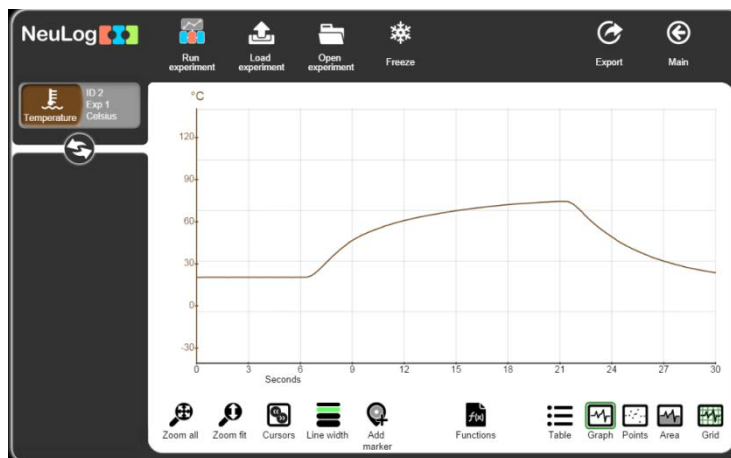 NeuLog
Run
experiment
Load
experiment
Open
experiment
Freeze
Export
Main
Temperature
ID 2
Exp 1
Celsius
°C
120
90
60
30
0
-30
0 3 6 9 12 15 18 21 24 27 30
Seconds
Zoom all
Zoom fit
Cursors
Line width
Add
marker
f(x)
Functions
Table
Graph
Points
Area
Grid